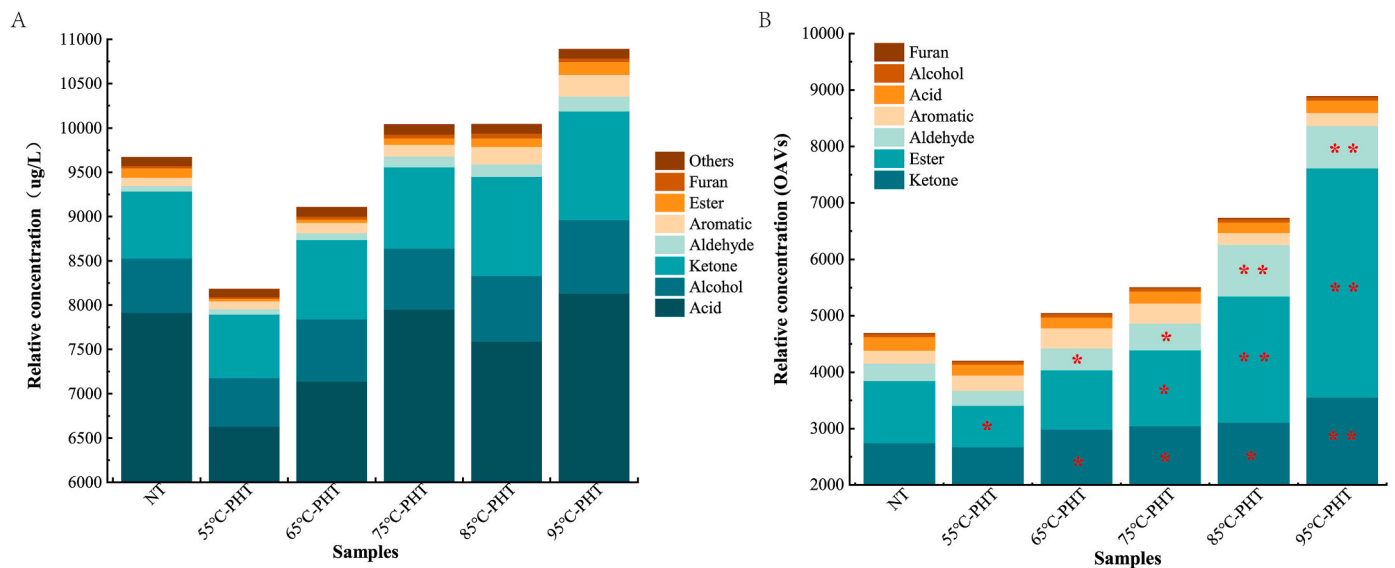 A
11000
10500
10000
9500
9000
8500
8000
7500
7000
6500
6000
Relative concentration（ug/L）
NT
55°C-PHT
65°C-PHT
75°C-PHT
85°C-PHT
95°C-PHT
Samples
Others
Furan
Ester
Aromatic
Aldehyde
Ketone
Alcohol
Acid
B
10000
9000
8000
7000
6000
5000
4000
3000
2000
Relative concentration (OAVs)
Furan
Alcohol
Acid
Aromatic
Aldehyde
Ester
Ketone
*
*
*
*
*
*
* *
* *
*
* *
* *
* *
NT
55°C-PHT
65°C-PHT
75°C-PHT
85°C-PHT
95°C-PHT
Samples